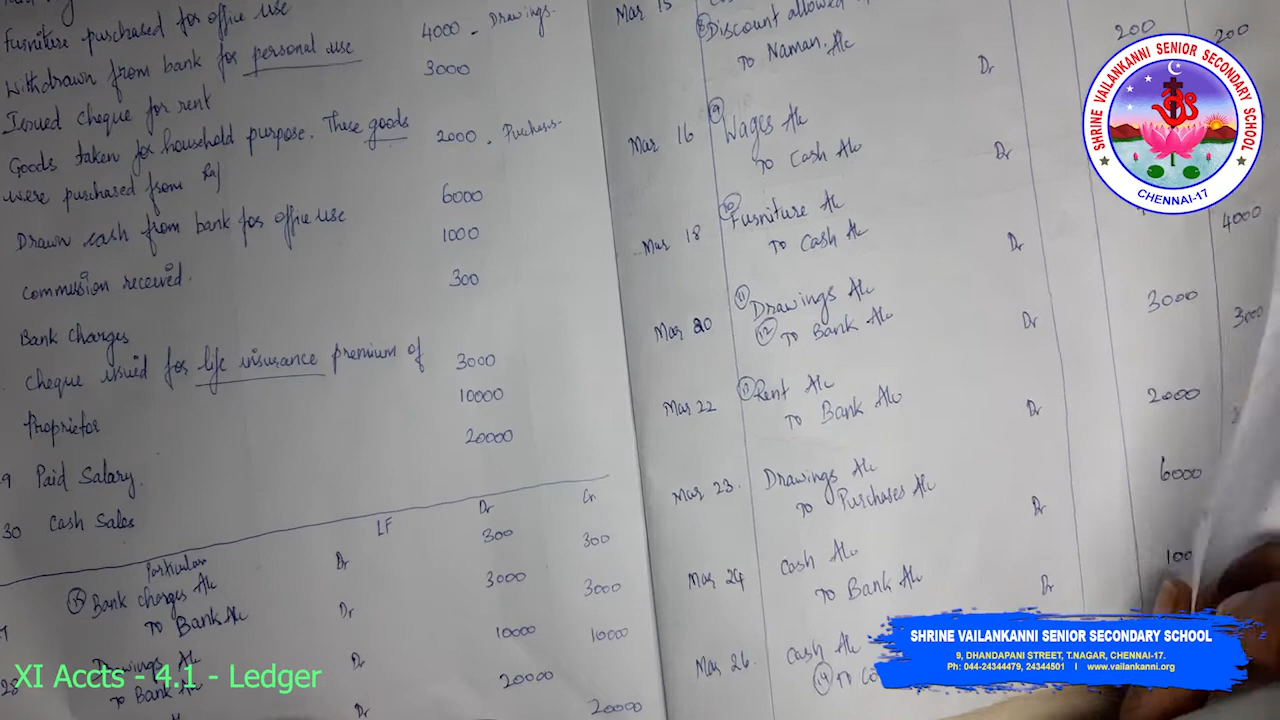 Furniture purchased for office use
Withdrawn from bank for personal use 4000 - Drawings-
Issued cheque for rent 3000
Goods taken for household purpose. These goods 2000 - Purchases-
were purchased from Raj
Drawn cash from bank for office use 6000
Commission received. 1000
Bank Charges 300
Cheque issued for life insurance premium of
Proprietor 3000
9 Paid Salary. 10000
30 Cash Sales 20000
Particulars LF Dr Cr
Bank charges A/c Dr 300
To Bank A/c 300
28 Drawings A/c Dr 3000
To Bank A/c 3000
Dr 10000
10000
Dr 20000
20000
Mar 15
Discount allowed
To Naman A/c 200 200
Mar 16 (9) Wages A/c Dr
To Cash A/c
Mar 18 (10) Furniture A/c Dr
To Cash A/c 4000
Mar 20 (11) Drawings A/c Dr 3000
(12) To Bank A/c 3000
Mar 22 Rent A/c Dr 2000
To Bank A/c
Mar 23. Drawings A/c Dr 6000
To Purchases A/c
Mar 24 Cash A/c Dr 100
To Bank A/c
Mar 26. Cash A/c Dr
To Co
SHRINE VAILANKANNI SENIOR SECONDARY SCHOOL
CHENNAI-17
SHRINE VAILANKANNI SENIOR SECONDARY SCHOOL
9, DHANDAPANI STREET, T.NAGAR, CHENNAI-17.
Ph: 044-24344479, 24344501 I www.vailankanni.org
XI Accts - 4.1 - Ledger